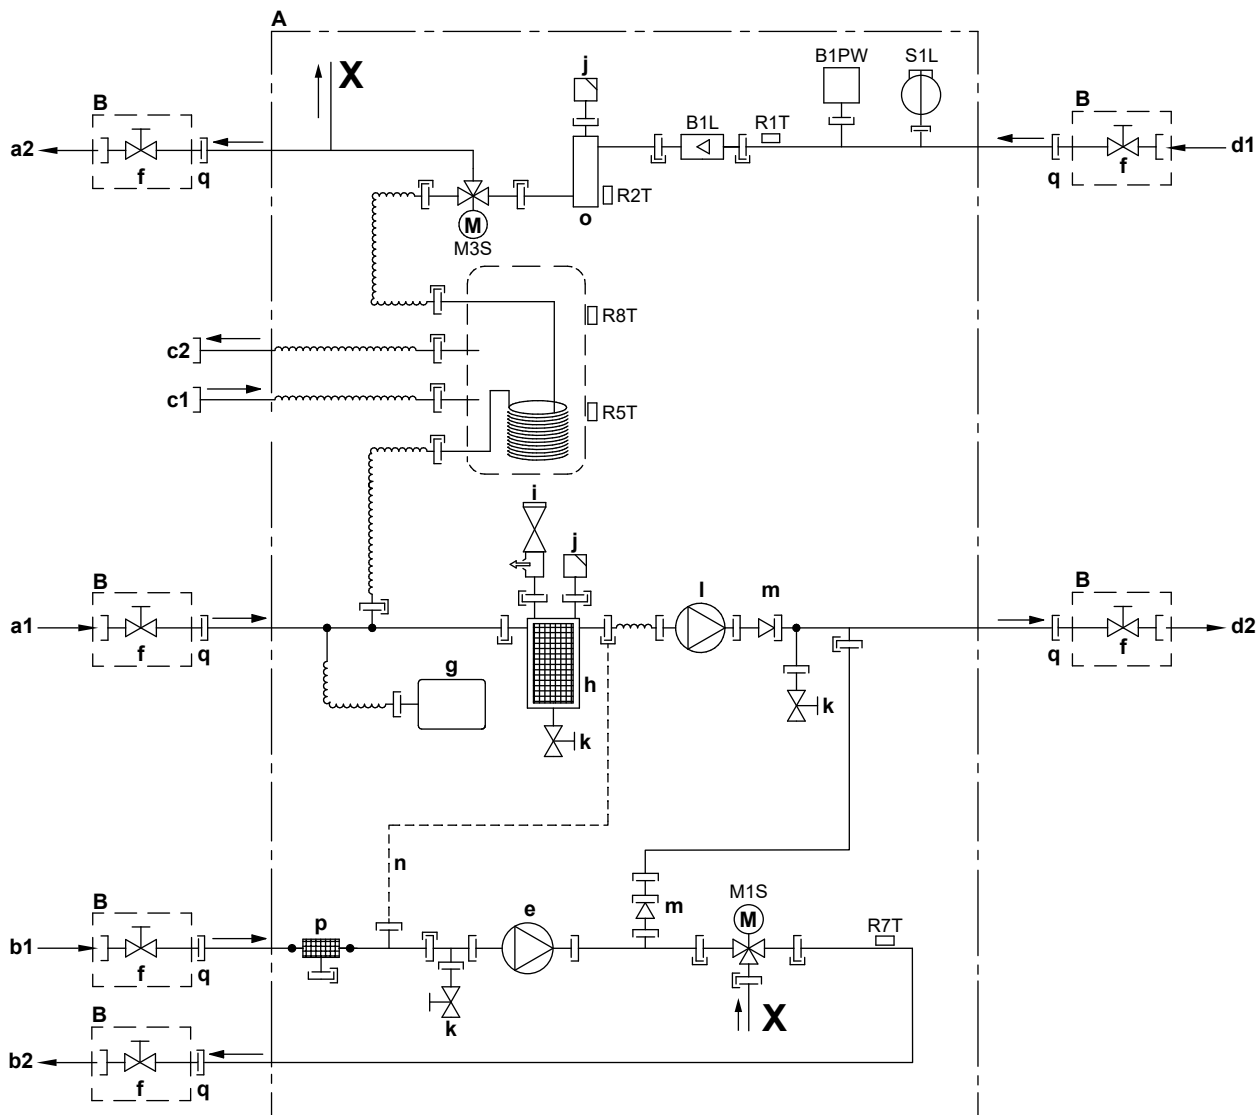 A
X
j
B1PW
S1L
B
B
a2
f
q
B1L
R1T
q
f
d1
M
M3S
o
R2T
R8T
c2
c1
R5T
i
j
B
l
m
B
a1
f
q
q
f
d2
g
h
k
k
n
B
p
e
m
M1S
M
R7T
b1
f
q
k
X
B
b2
f
q